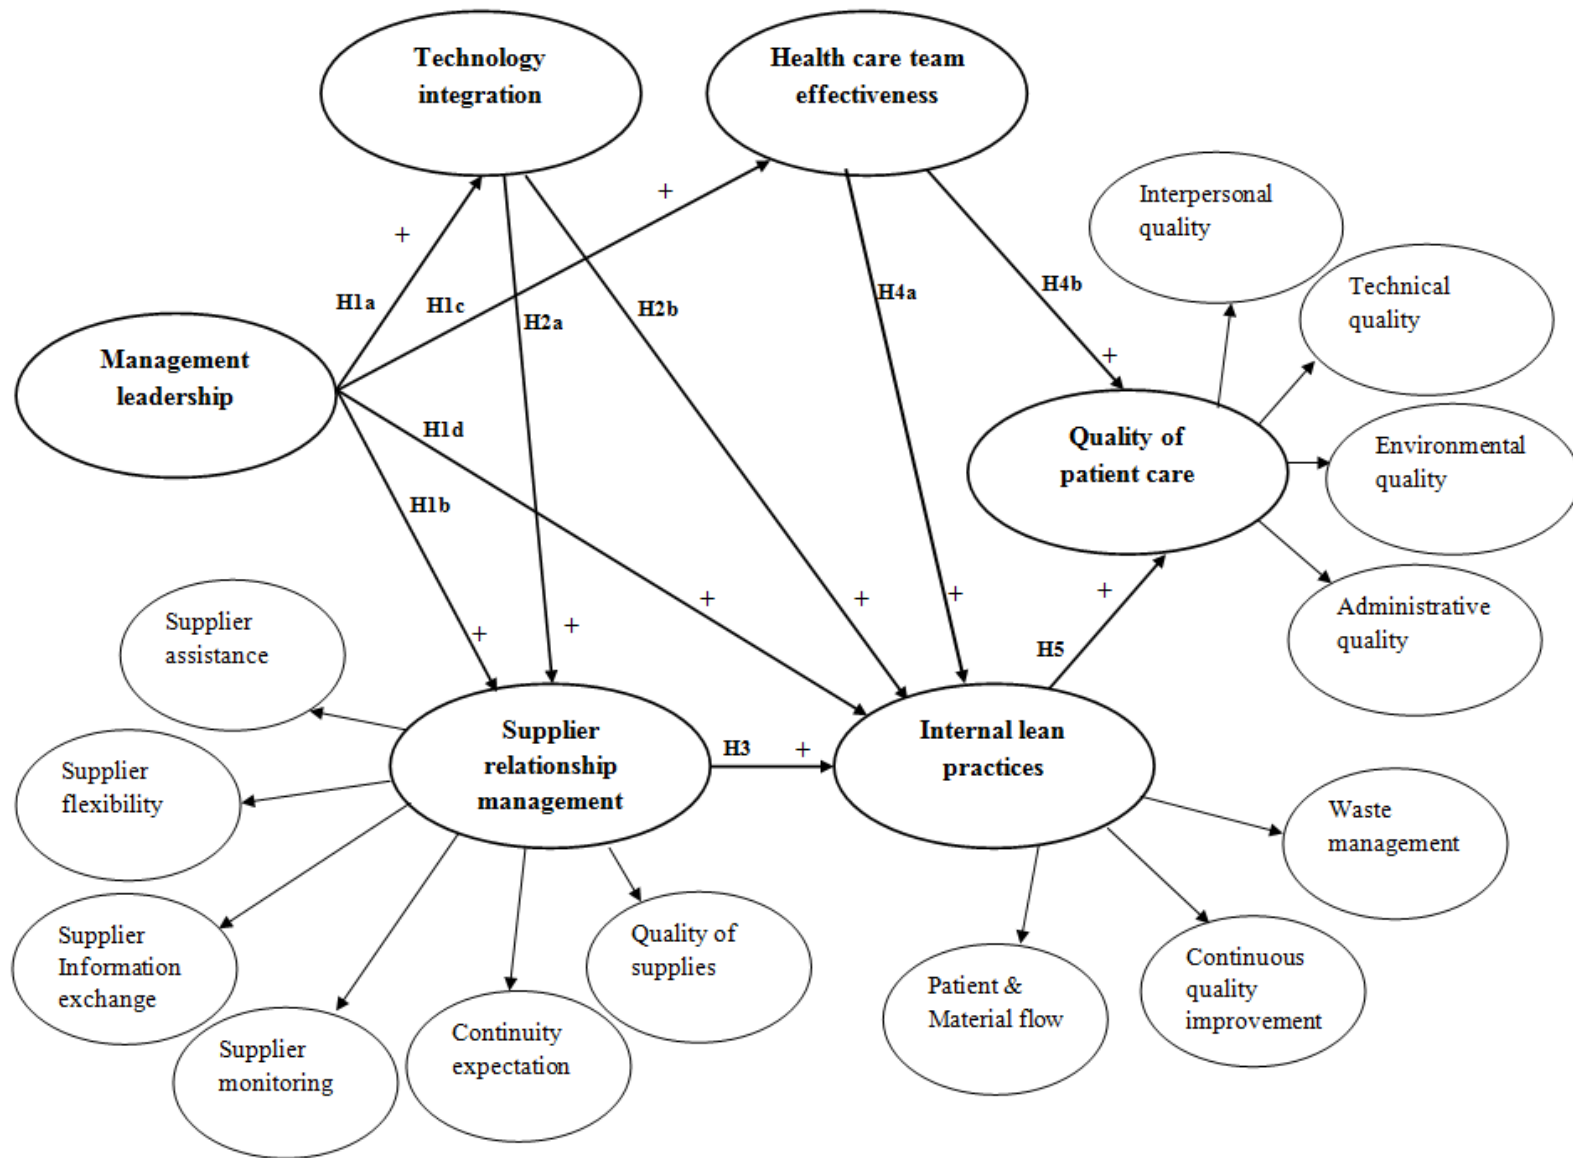 Technology
integration
Health care team
effectiveness
Interpersonal
quality
+
+
Technical
quality
H1a
H1c
H2a
H2b
H4a
H4b
+
Management
leadership
H1d
Quality of
patient care
Environmental
quality
H1b
Supplier
assistance
+
+
+
+
+
+
Administrative
quality
H5
Supplier
relationship
management
H3
+
Internal lean
practices
Supplier
flexibility
Waste
management
Supplier
Information
exchange
Quality of
supplies
Patient &
Material flow
Continuous
quality
improvement
Supplier
monitoring
Continuity
expectation